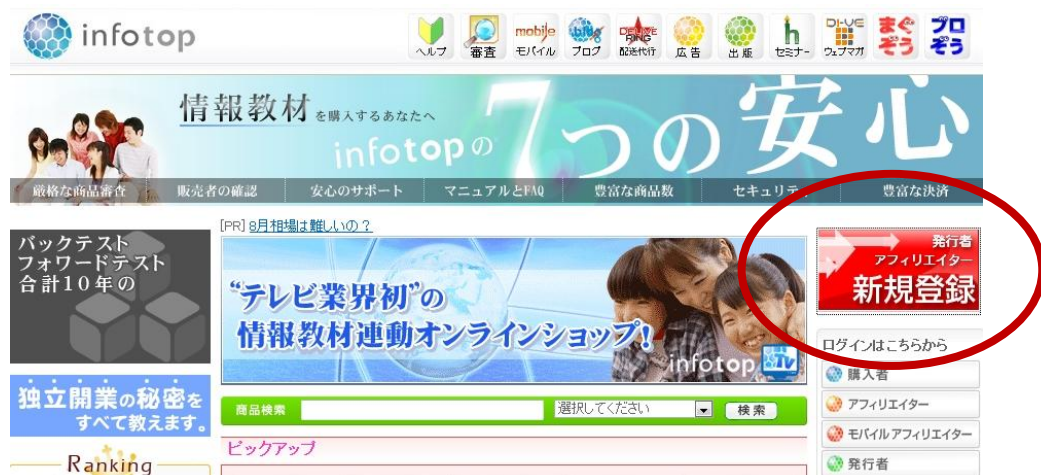 infotop
ヘルプ
審査
mobile
モバイル
blog
ブログ
DELIVE RING
配送代行
広告
出版
h
セミナー
DI-VE
ウェブマガ
まぐ
ぞう
ブロ
ぞう
情報教材を購入するあなたへ
infotopの7つの安心
厳格な商品審査
販売者の確認
安心のサポート
マニュアルとFAQ
豊富な商品数
セキュリティ
豊富な決済
[PR] 8月相場は難しいの？
バックテスト
フォワードテスト
合計10年の
“テレビ業界初”の
情報教材連動オンラインショップ!
infotop TV
発行者
アフィリエイター
新規登録
ログインはこちらから
購入者
アフィリエイター
モバイルアフィリエイター
発行者
独立開業の秘密を
すべて教えます。
商品検索
選択してください
検索
ピックアップ
Ranking